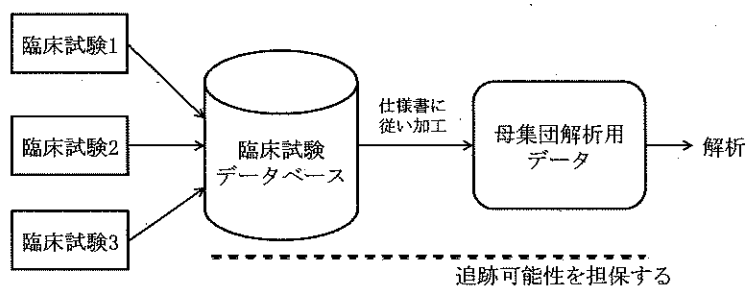 臨床試験1
臨床試験2
臨床試験3
臨床試験
データベース
仕様書に
従い加工
母集団解析用
データ
解析
追跡可能性を担保する